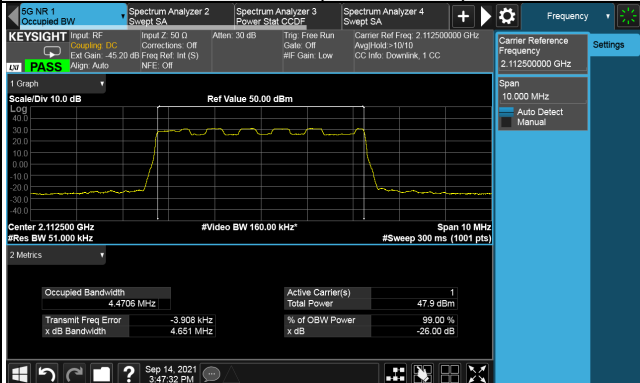 5G NR 1
Occupied BW
Spectrum Analyzer 2
Swept SA
Spectrum Analyzer 3
Power Stat CCDF
Spectrum Analyzer 4
Swept SA
Frequency
KEYSIGHT
Input: RF
Coupling: DC
Ext Gain: -45.20 dB
Align: Auto
Input Z: 50 Ω
Corrections: Off
Freq Ref: Int (S)
NFE: Off
Atten: 30 dB
Trig: Free Run
Gate: Off
#IF Gain: Low
Carrier Ref Freq: 2.112500000 GHz
Avg|Hold:>10/10
CC Info: Downlink, 1 CC
LXI PASS
Carrier Reference
Frequency
2.112500000 GHz
Settings
Span
10.000 MHz
Auto Detect
Manual
1 Graph
Scale/Div 10.0 dB
Ref Value 50.00 dBm
Log
40.0
30.0
20.0
10.0
0.00
-10.0
-20.0
-30.0
-40.0
Center 2.112500 GHz
#Res BW 51.000 kHz
#Video BW 160.00 kHz*
Span 10 MHz
#Sweep 300 ms (1001 pts)
2 Metrics
Occupied Bandwidth
4.4706 MHz
Active Carrier(s) 1
Total Power 47.9 dBm
Transmit Freq Error -3.908 kHz
x dB Bandwidth 4.651 MHz
% of OBW Power 99.00 %
x dB -26.00 dB
Sep 14, 2021
3:47:32 PM